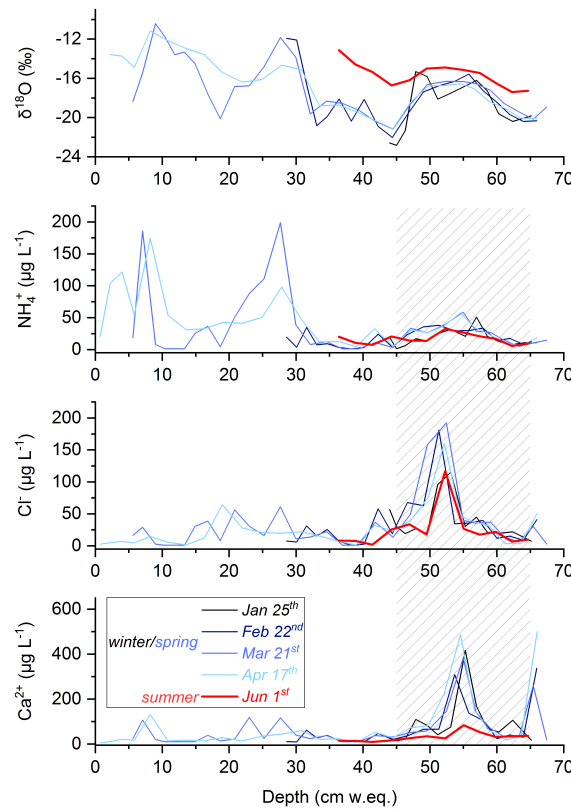 -12
-16
-20
-24
δ¹⁸O (‰)
0 10 20 30 40 50 60 70
200
150
100
50
0
NH₄⁺ (µg L⁻¹)
0 10 20 30 40 50 60 70
200
150
100
50
0
Cl⁻ (µg L⁻¹)
0 10 20 30 40 50 60 70
600
400
200
0
Ca²⁺ (µg L⁻¹)
Jan 25ᵗʰ
Feb 22ⁿᵈ
winter/spring Mar 21ˢᵗ
Apr 17ᵗʰ
summer Jun 1ˢᵗ
0 10 20 30 40 50 60 70
Depth (cm w.eq.)